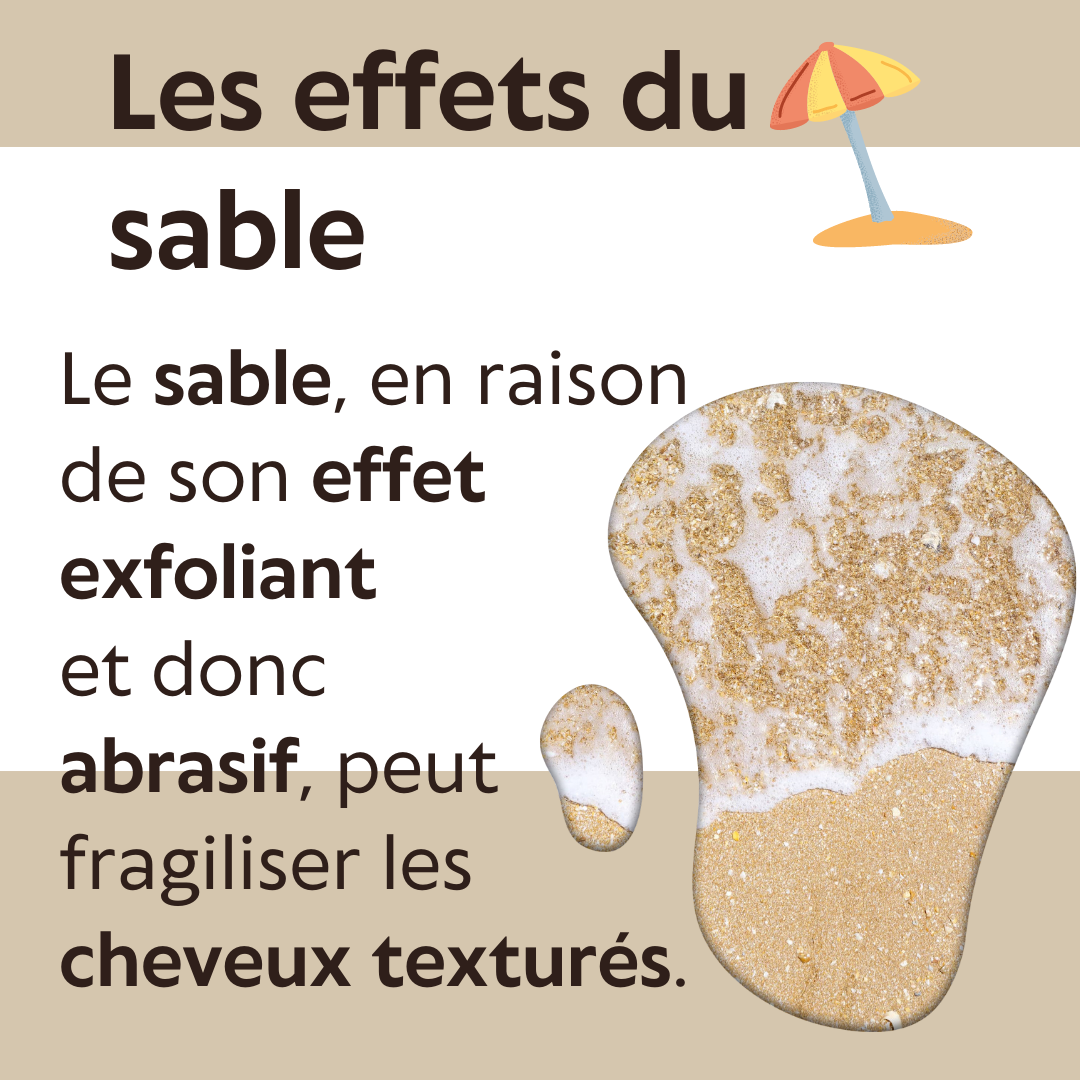 Les effets du
sable
Le sable, en raison
de son effet
exfoliant
et donc
abrasif, peut
fragiliser les
cheveux texturés.